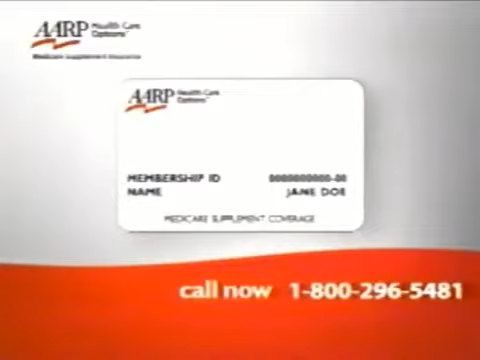 AARP Health Care Options
Medicare Supplement Insurance
AARP Health Care Options
MEMBERSHIP ID 0000000000-00
NAME JANE DOE
MEDICARE SUPPLEMENT COVERAGE
call now 1-800-296-5481